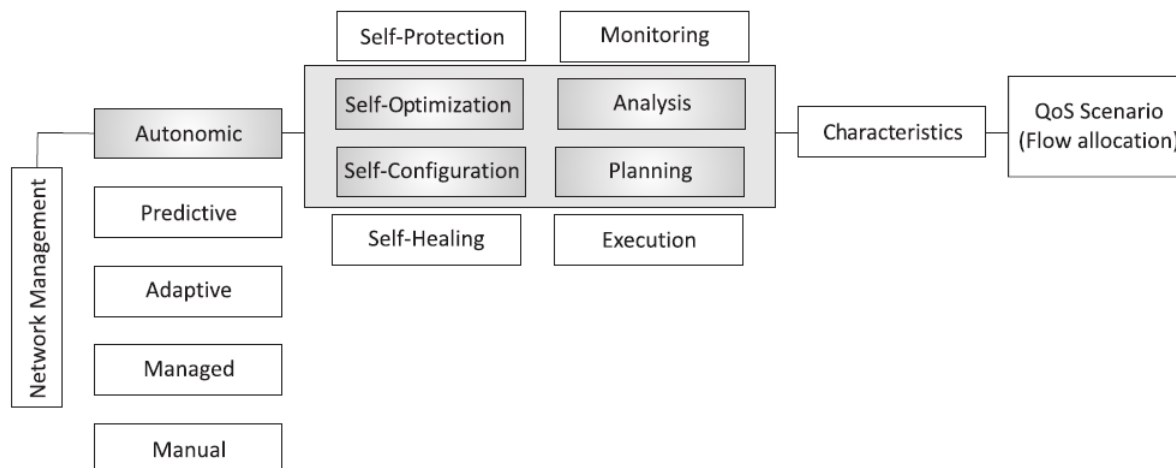 Self-Protection
Monitoring
Self-Optimization
Analysis
Autonomic
Characteristics
QoS Scenario
(Flow allocation)
Self-Configuration
Planning
Network Management
Predictive
Self-Healing
Execution
Adaptive
Managed
Manual